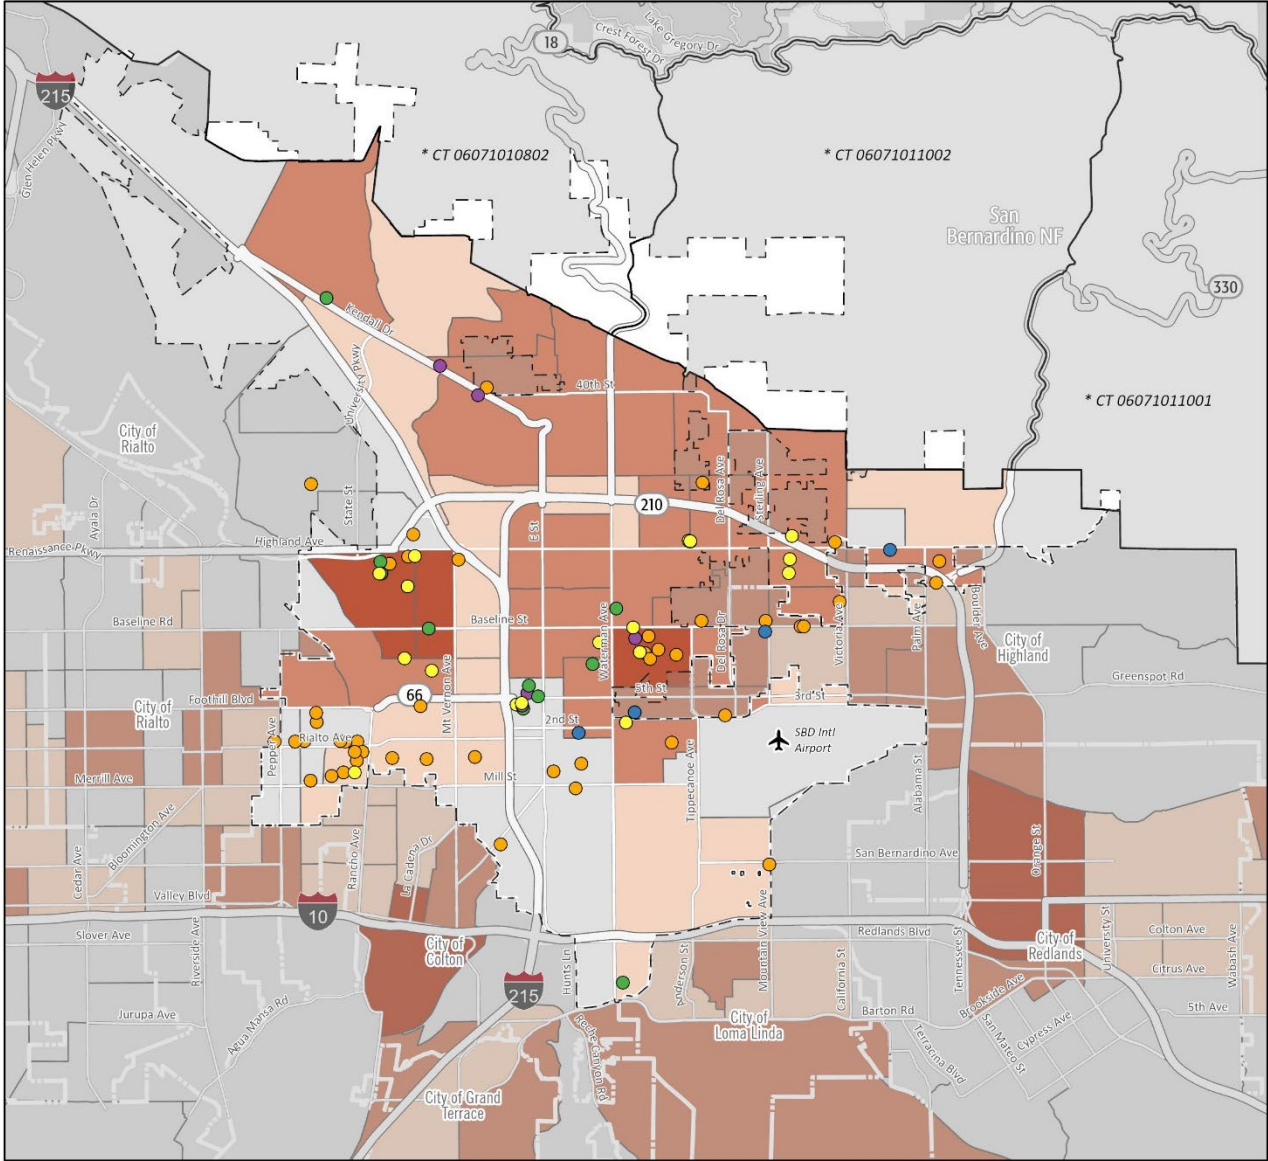 Lake Gregory Dr
Crest Forest Dr
18
215
Glen Helen Pkwy
* CT 06071010802
* CT 06071011002
San
Bernardino NF
330
Kendall Dr
University Pkwy
40th St
* CT 06071011001
City of
Rialto
Ayala Dr
State St
Del Rosa Ave
Sterling Ave
210
E St
Highland Ave
Renaissance Pkwy
Baseline Rd
Baseline St
Waterman Ave
Del Rosa Dr
Victoria Ave
Palm Ave
Boulder Ave
City of
Highland
Greenspot Rd
Foothill Blvd
66
Mt Vernon Ave
5th St
3rd St
2nd St
City of
Rialto
Pepper Ave
Rialto Ave
SBD Intl
Airport
Merrill Ave
Mill St
Tippecanoe Ave
Alabama St
Cedar Ave
Bloomington Ave
Rancho Ave
La Cadena Dr
San Bernardino Ave
Orange St
Valley Blvd
10
Mountain View Ave
Slover Ave
Riverside Ave
City of
Colton
Hunts Ln
Redlands Blvd
Tennessee St
City of
Redlands
University St
Colton Ave
Wabash Ave
Citrus Ave
215
Anderson St
California St
Brookside Ave
5th Ave
Jurupa Ave
Agua Mansa Rd
Reche Canyon Rd
City of
Loma Linda
Barton Rd
Terracina Blvd
San Mateo St
Cypress Ave
City of Grand
Terrace